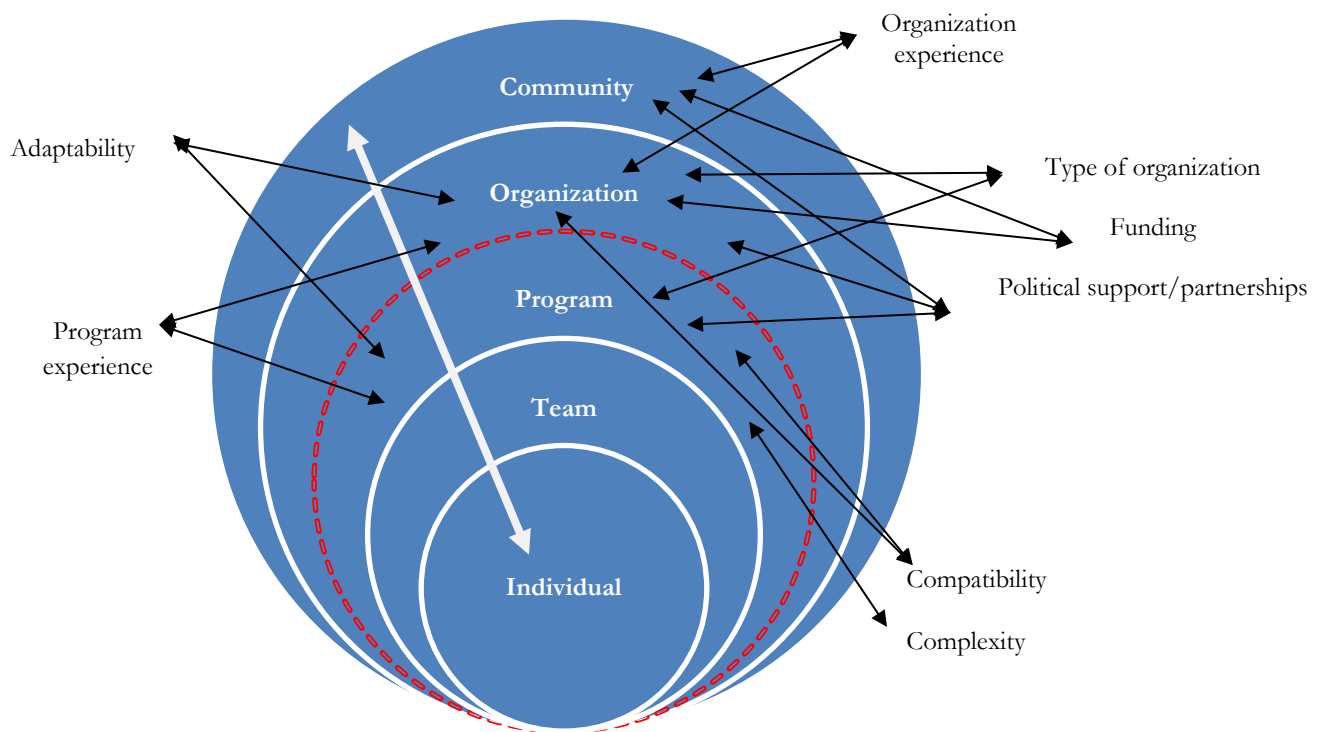 Organization
experience
Community
Adaptability
Type of organization
Organization
Funding
Political support/partnerships
Program
Program
experience
Team
Compatibility
Individual
Complexity